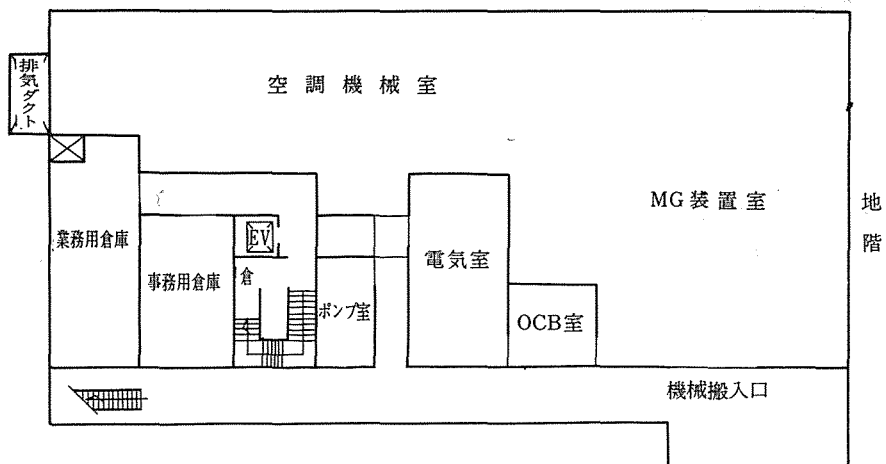 排気ダクト
空調機械室
MG装置室
地階
業務用倉庫
EV
電気室
事務用倉庫
倉
ポンプ室
OCB室
機械搬入口